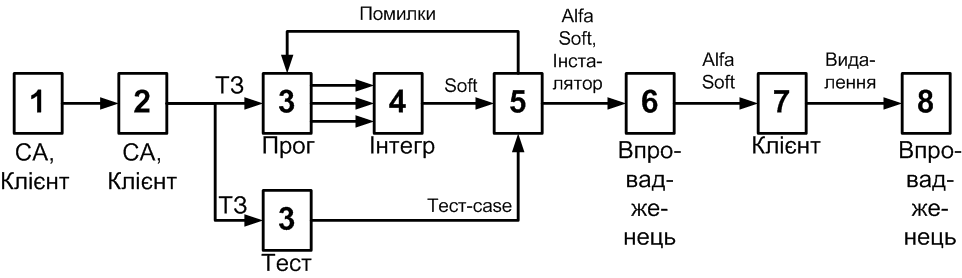 Помилки
Alfa
Soft,
Інста-
лятор
ТЗ
Soft
Alfa
Soft
Вида-
лення
1
2
3
4
5
6
7
8
СА,
Клієнт
СА,
Клієнт
Прог
Інтегр
Впро-
вад-
же-
нець
Клієнт
Впро-
вад-
же-
нець
ТЗ
3
Тест-case
Тест